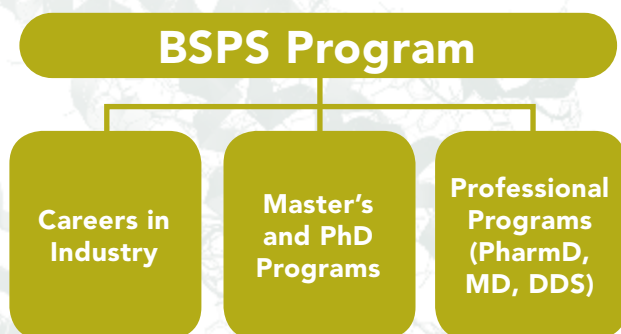 BSPS Program
Careers in
Industry
Master's
and PhD
Programs
Professional
Programs
(PharmD,
MD, DDS)